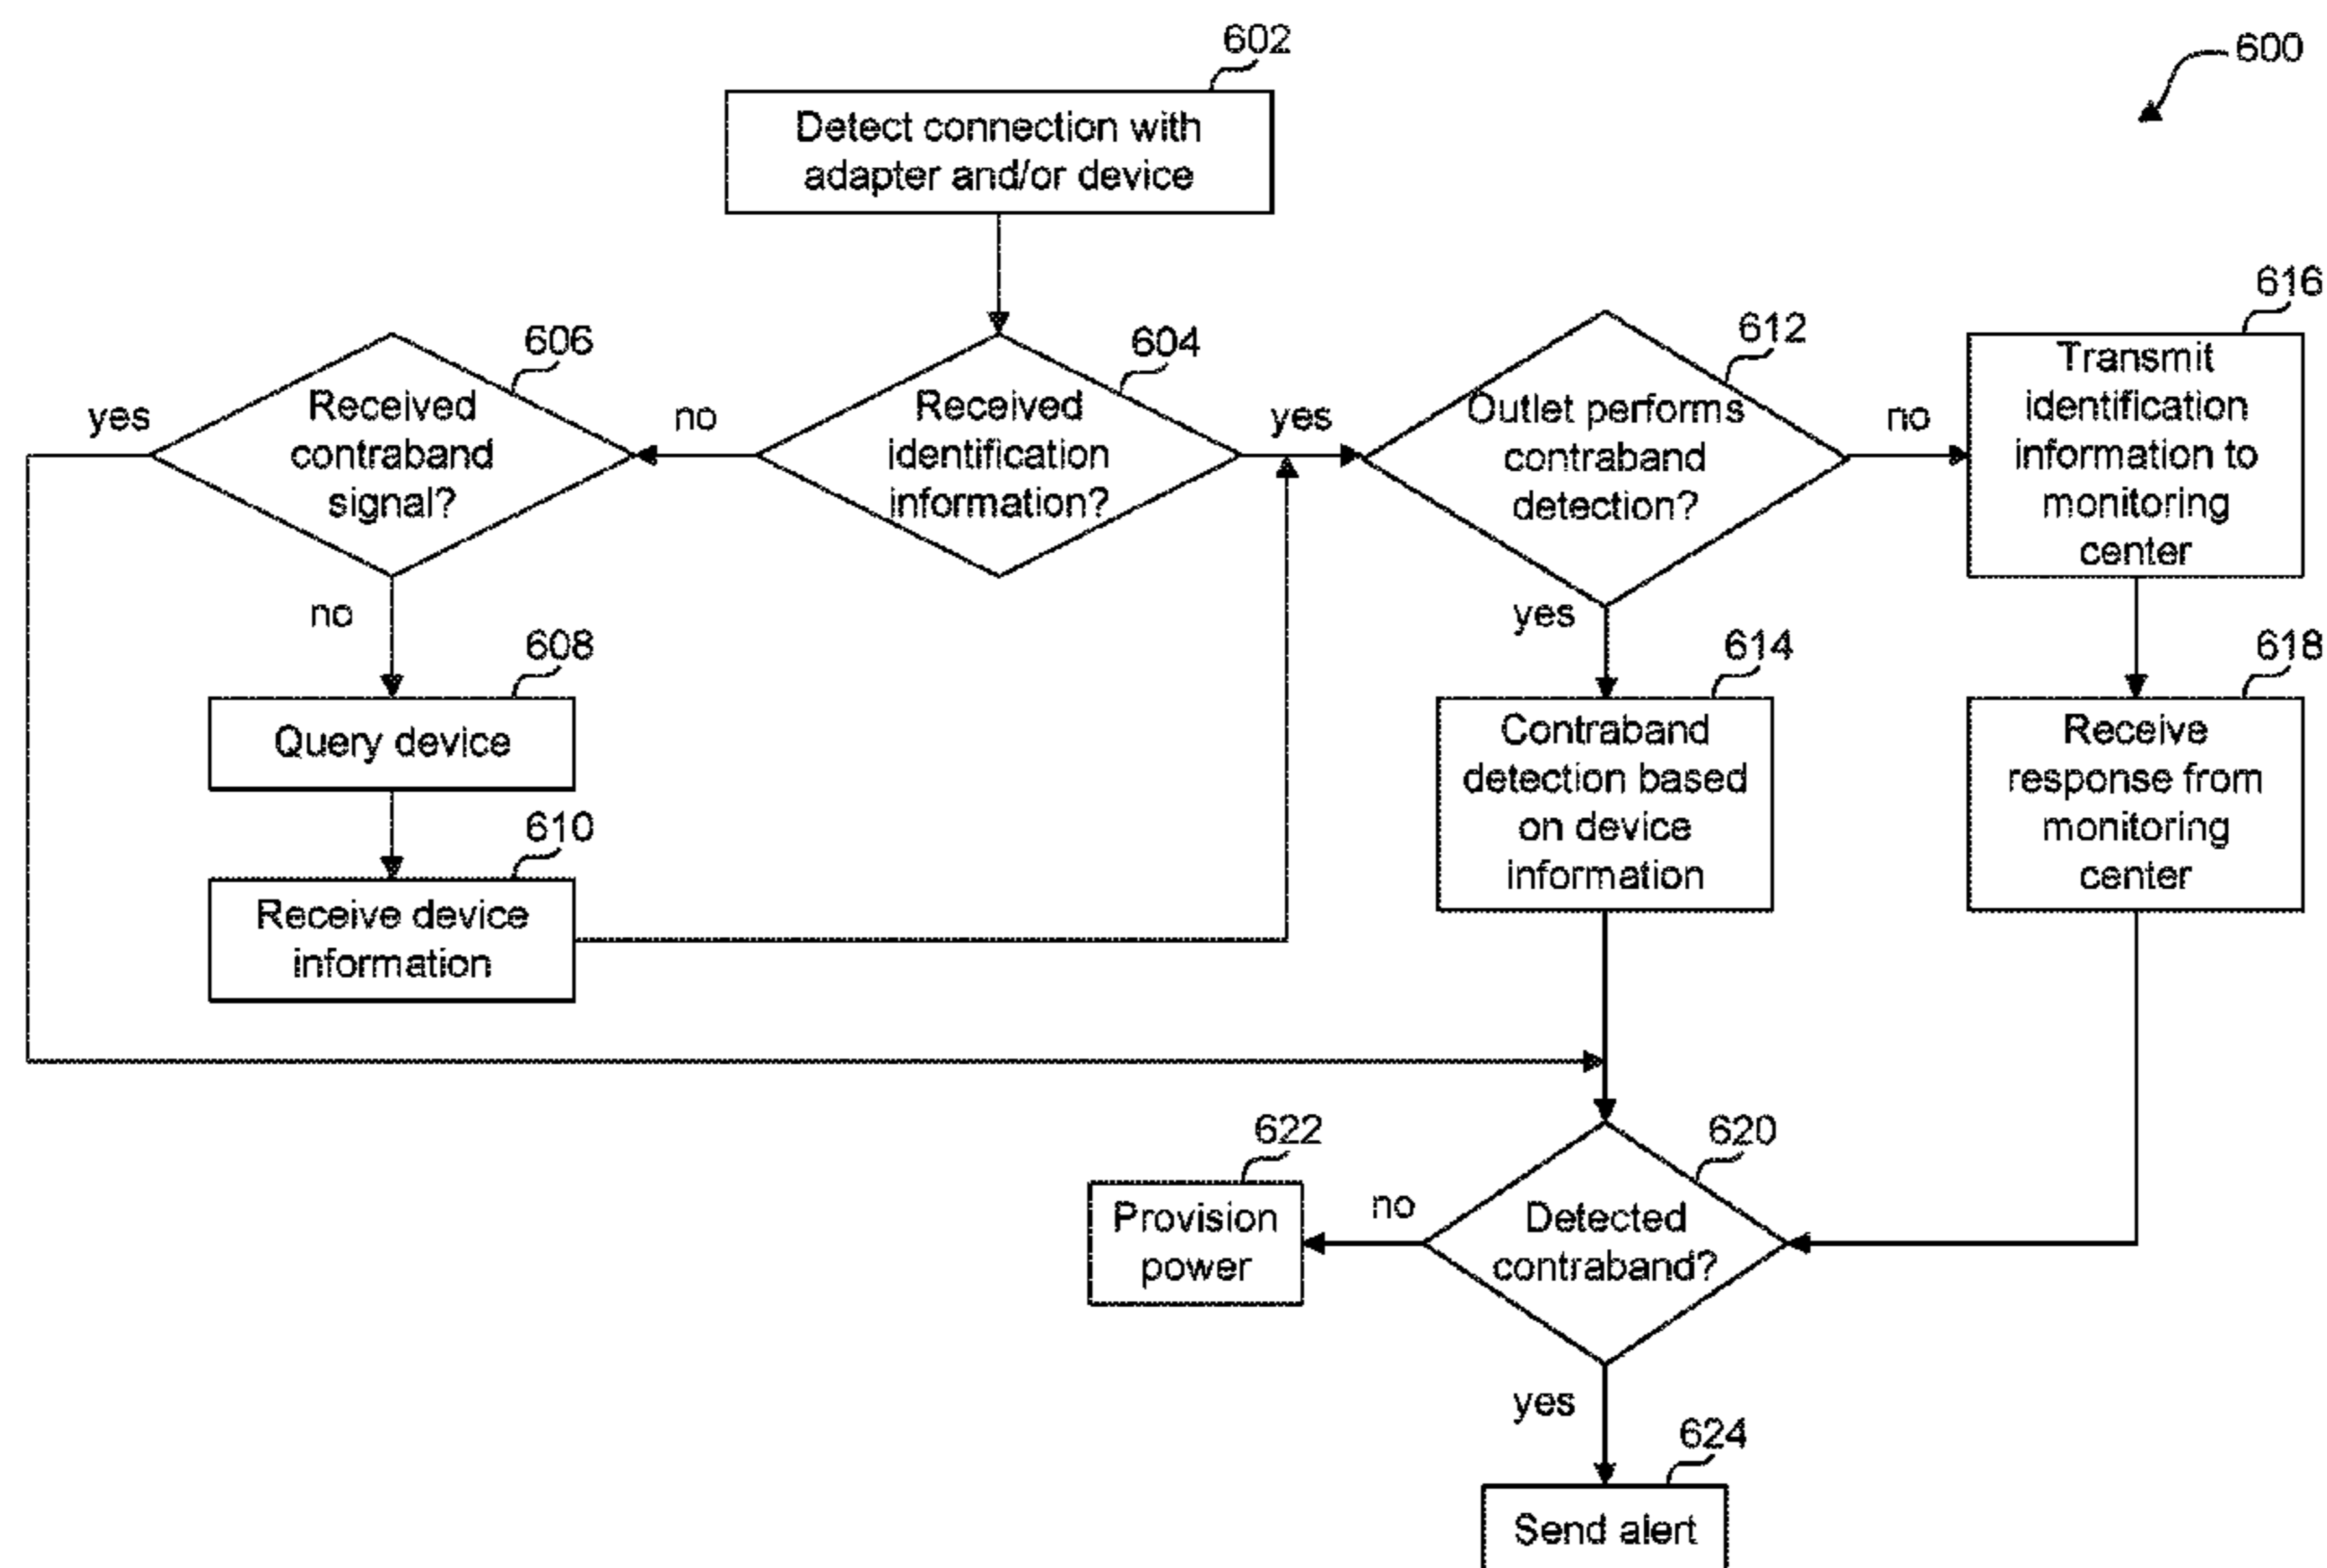 602
600
Detect connection with
adapter and/or device
606
Received
contraband
signal?
yes
no
604
Received
identification
information?
yes
612
Outlet performs
contraband
detection?
no
616
Transmit
identification
information to
monitoring
center
no
608
Query device
610
Receive device
information
yes
614
Contraband
detection based
on device
information
618
Receive
response from
monitoring
center
622
Provision
power
no
620
Detected
contraband?
yes
624
Send alert